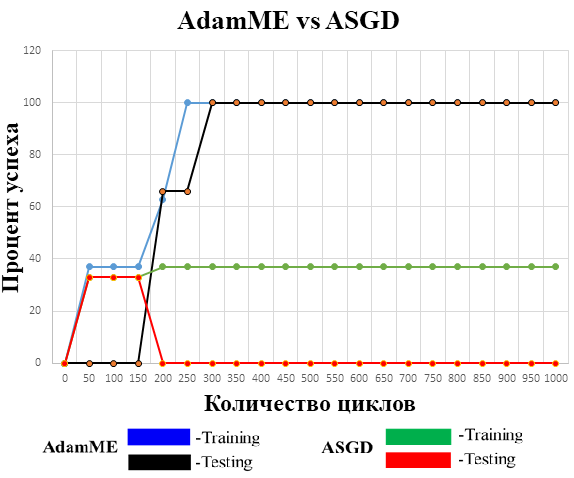 AdamME vs ASGD
120
100
80
60
40
20
0
Процент успеха
0 50 100 150 200 250 300 350 400 450 500 550 600 650 700 750 800 850 900 950 1000
Количество циклов
AdamME -Training ASGD -Training
-Testing -Testing